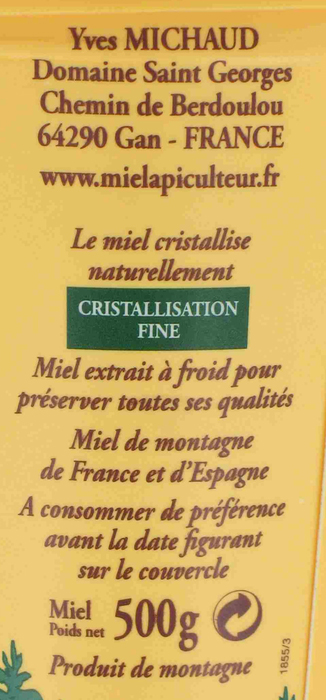 Yves MICHAUD
Domaine Saint Georges
Chemin de Berdoulou
64290 Gan - FRANCE
www.mielapiculteur.fr
Le miel cristallise
naturellement
CRISTALLISATION
FINE
Miel extrait à froid pour
préserver toutes ses qualités
Miel de montagne
de France et d'Espagne
A consommer de préférence
avant la date figurant
sur le couvercle
Miel
Poids net 500g
Produit de montagne
1855/3